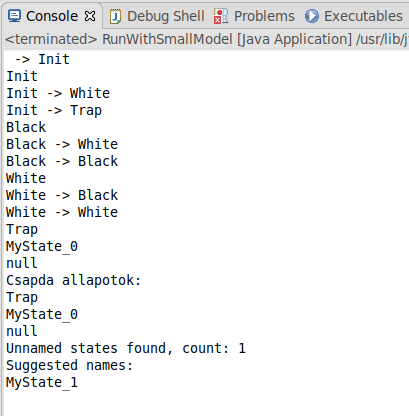 Console Debug Shell Problems Executables
<terminated> RunWithSmallModel [Java Application] /usr/lib/j
-> Init
Init
Init -> White
Init -> Trap
Black
Black -> White
Black -> Black
White
White -> Black
White -> White
Trap
MyState_0
null
Csapda allapotok:
Trap
MyState_0
null
Unnamed states found, count: 1
Suggested names:
MyState_1